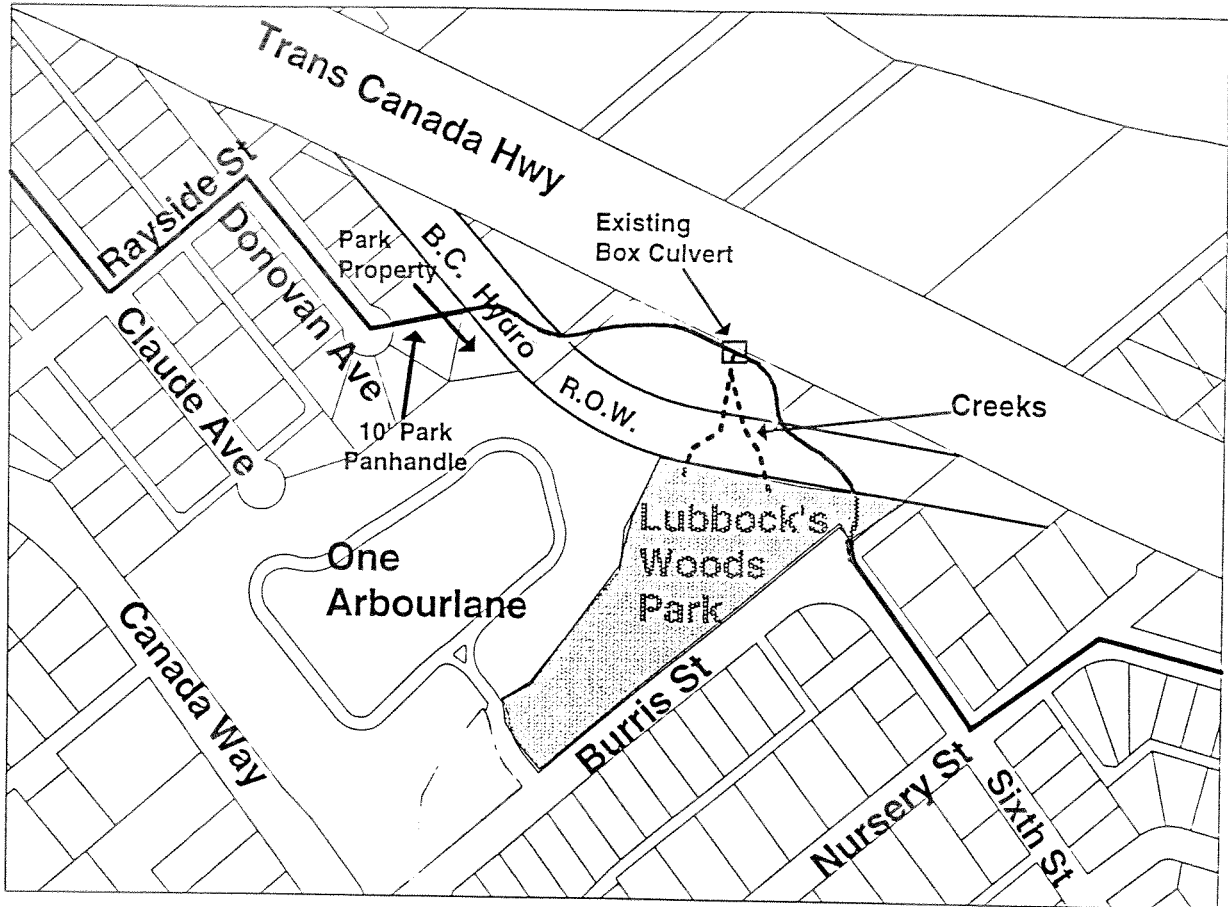 Trans Canada Hwy
Rayside St
Donovan Ave
Claude Ave
Park
Property
B.C. Hydro R.O.W.
Existing
Box Culvert
10' Park
Panhandle
Creeks
One
Arbourlane
Lubbock's
Woods
Park
Canada Way
Burris St
Nursery St
Sixth St